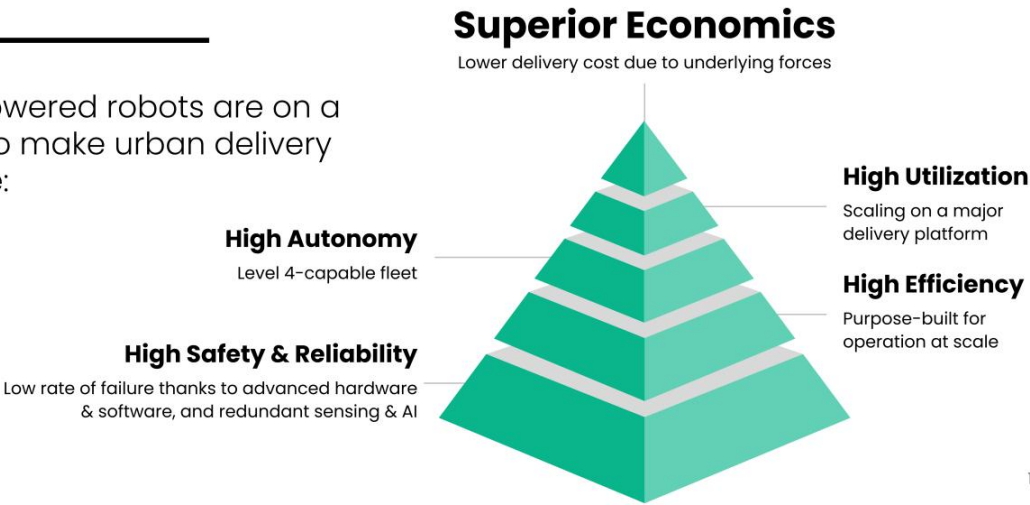 Superior Economics
Lower delivery cost due to underlying forces
robots are on a
make urban delivery
High Utilization
Scaling on a major
delivery platform
High Autonomy
Level 4-capable fleet
High Efficiency
Purpose-built for
operation at scale
High Safety & Reliability
Low rate of failure thanks to advanced hardware
& software, and redundant sensing & AI